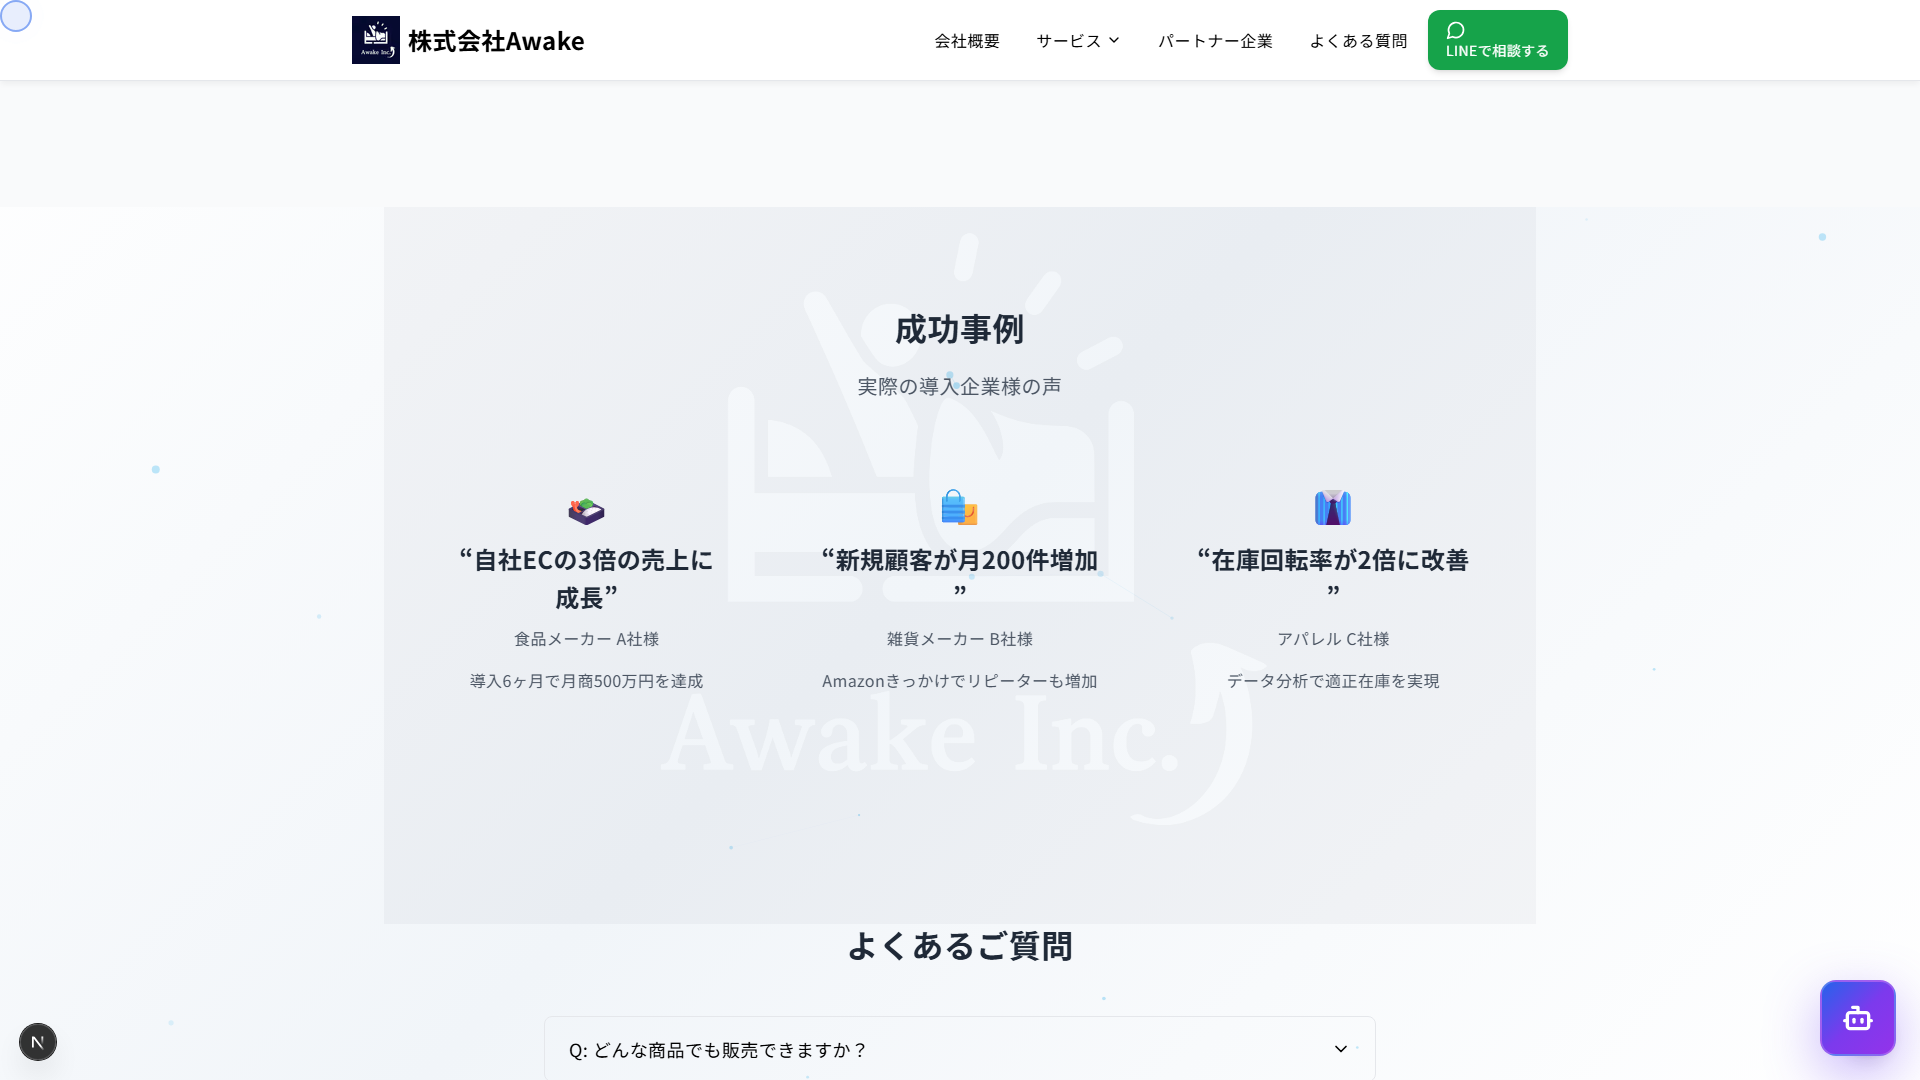 Awake Inc.
株式会社Awake
会社概要
サービス
パートナー企業
よくある質問
LINEで相談する
成功事例
実際の導入企業様の声
“自社ECの3倍の売上に
成長”
食品メーカー A社様
導入6ヶ月で月商500万円を達成
“新規顧客が月200件増加
”
雑貨メーカー B社様
Amazonきっかけでリピーターも増加
“在庫回転率が2倍に改善
”
アパレル C社様
データ分析で適正在庫を実現
Awake Inc.
よくあるご質問
Q: どんな商品でも販売できますか？
N